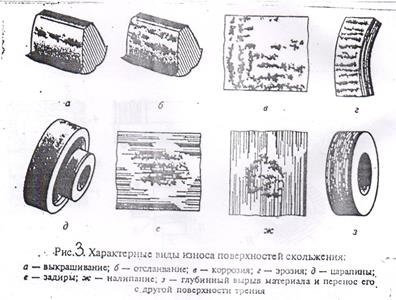 а б в г
д е ж з
Рис. 3. Характерные виды износа поверхностей скольжения:
а — выкрашивание; б — отслаивание; в — коррозия; г — эрозия; д — царапины;
е — задиры; ж — налипание; з — глубинный вырыв материала и перенос его
с другой поверхности трения